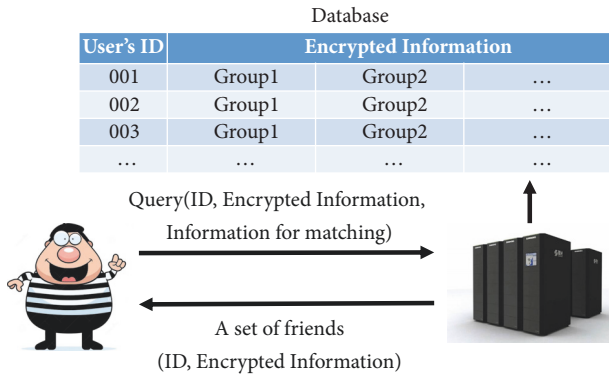 Database
User's ID Encrypted Information
001 Group1 Group2 …
002 Group1 Group2 …
003 Group1 Group2 …
… … … …
Query(ID, Encrypted Information,
Information for matching)
A set of friends
(ID, Encrypted Information)